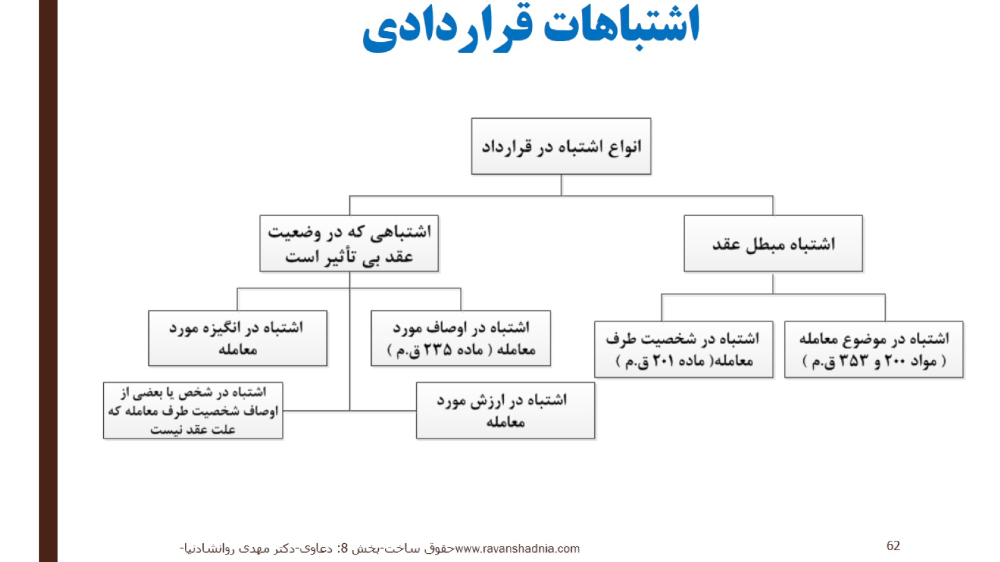 اشتباهات قراردادی
انواع اشتباه در قرارداد
اشتباه مبطل عقد
اشتباهی که در وضعیت
عقد بی تأثیر است
اشتباه در موضوع معامله
( مواد ۲۰۰ و ۳۵۳ ق.م )
اشتباه در شخصیت طرف
معامله( ماده ۲۰۱ ق.م )
اشتباه در اوصاف مورد
معامله ( ماده ۲۳۵ ق.م )
اشتباه در انگیزه مورد
معامله
اشتباه در ارزش مورد
معامله
اشتباه در شخص یا بعضی از
اوصاف شخصیت طرف معامله که
علت عقد نیست
www.ravanshadnia.comحقوق ساخت-بخش 8: دعاوی-دکتر مهدی روانشادنیا-
62